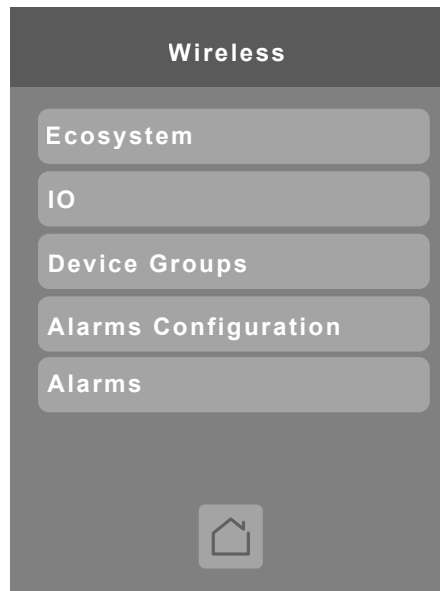 Wireless
Ecosystem
IO
Device Groups
Alarms Configuration
Alarms